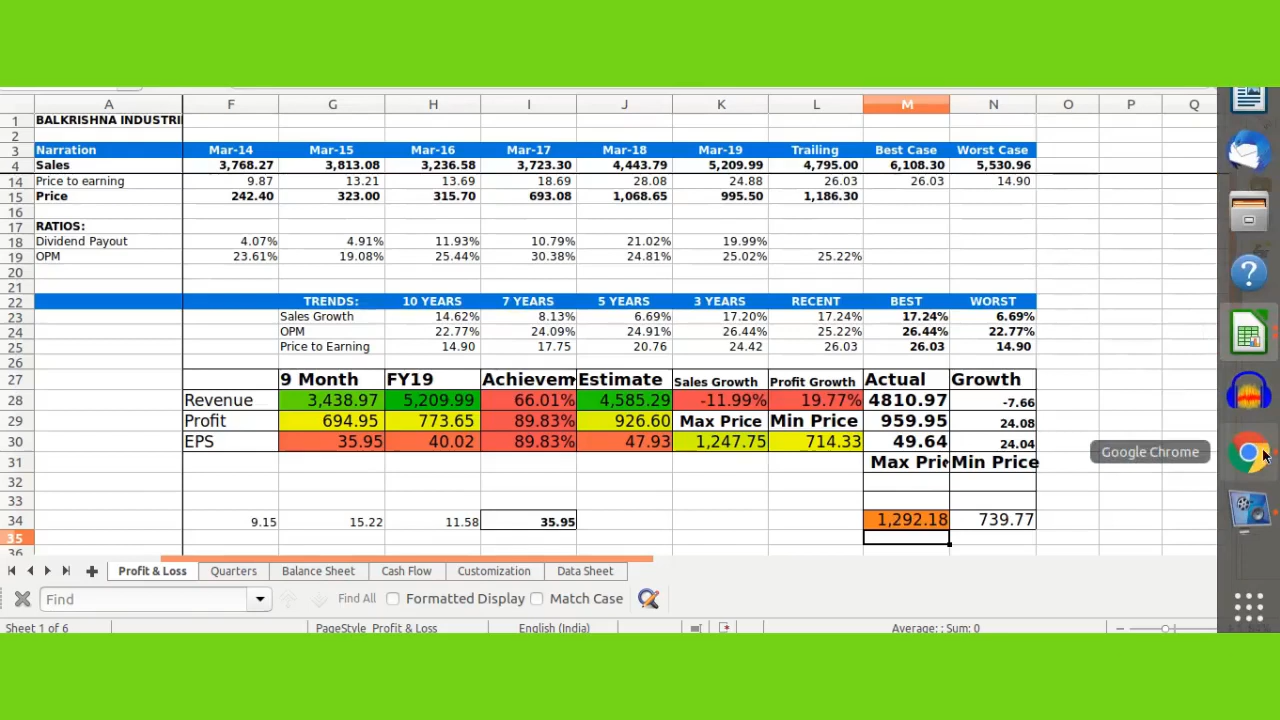 A F G H I J K L M N O P Q
1 BALKRISHNA INDUSTRI
2
3 Narration Mar-14 Mar-15 Mar-16 Mar-17 Mar-18 Mar-19 Trailing Best Case Worst Case
4 Sales 3,768.27 3,813.08 3,236.58 3,723.30 4,443.79 5,209.99 4,795.00 6,108.30 5,530.96
14 Price to earning 9.87 13.21 13.69 18.69 28.08 24.88 26.03 26.03 14.90
15 Price 242.40 323.00 315.70 693.08 1,068.65 995.50 1,186.30
16
17 RATIOS:
18 Dividend Payout 4.07% 4.91% 11.93% 10.79% 21.02% 19.99%
19 OPM 23.61% 19.08% 25.44% 30.38% 24.81% 25.02% 25.22%
20
21
22 TRENDS: 10 YEARS 7 YEARS 5 YEARS 3 YEARS RECENT BEST WORST
23 Sales Growth 14.62% 8.13% 6.69% 17.20% 17.24% 17.24% 6.69%
24 OPM 22.77% 24.09% 24.91% 26.44% 25.22% 26.44% 22.77%
25 Price to Earning 14.90 17.75 20.76 24.42 26.03 26.03 14.90
26
27 9 Month FY19 Achievem Estimate Sales Growth Profit Growth Actual Growth
28 Revenue 3,438.97 5,209.99 66.01% 4,585.29 -11.99% 19.77% 4810.97 -7.66
29 Profit 694.95 773.65 89.83% 926.60 Max Price Min Price 959.95 24.08
30 EPS 35.95 40.02 89.83% 47.93 1,247.75 714.33 49.64 24.04
31 Max Pric Min Price
32
33
34 9.15 15.22 11.58 35.95 1,292.18 739.77
35
36
Google Chrome
Profit & Loss Quarters Balance Sheet Cash Flow Customization Data Sheet
Find Find All Formatted Display Match Case
Sheet 1 of 6 PageStyle_Profit & Loss English (India) Average: ; Sum: 0